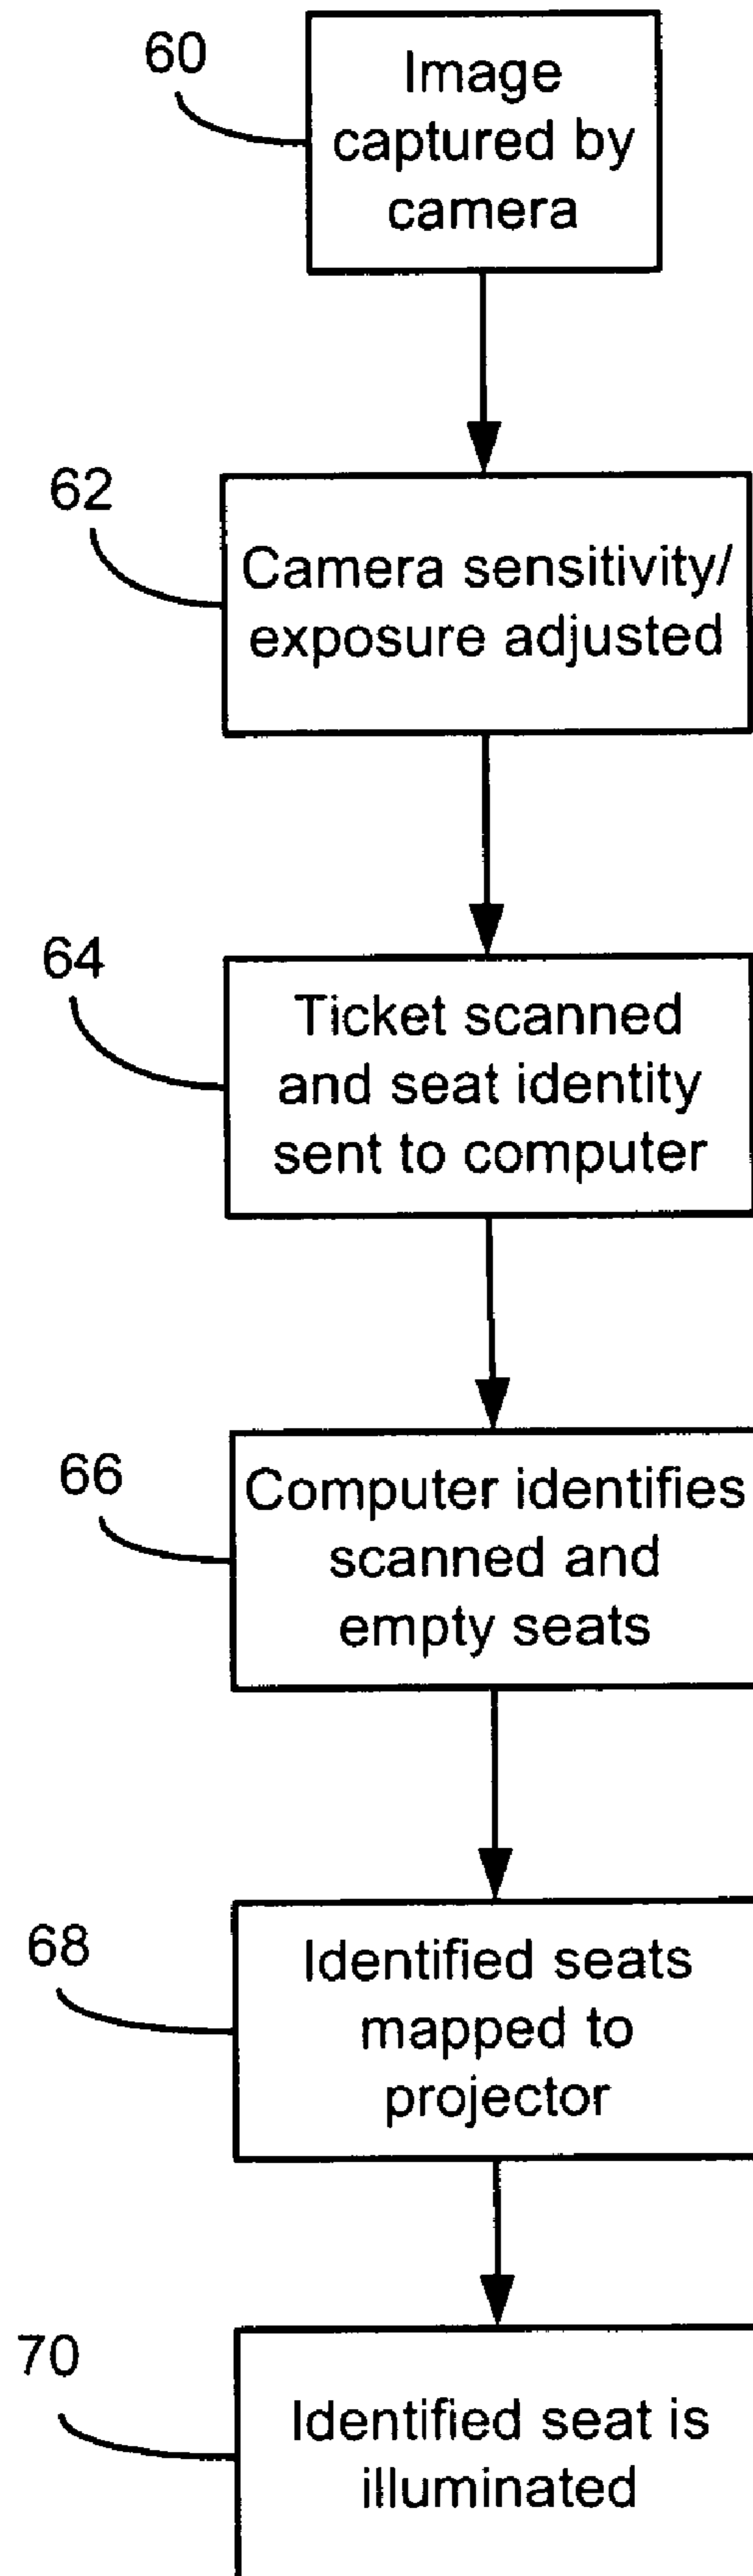 60
Image
captured by
camera
62
Camera sensitivity/
exposure adjusted
64
Ticket scanned
and seat identity
sent to computer
66
Computer identifies
scanned and
empty seats
68
Identified seats
mapped to
projector
70
Identified seat is
illuminated